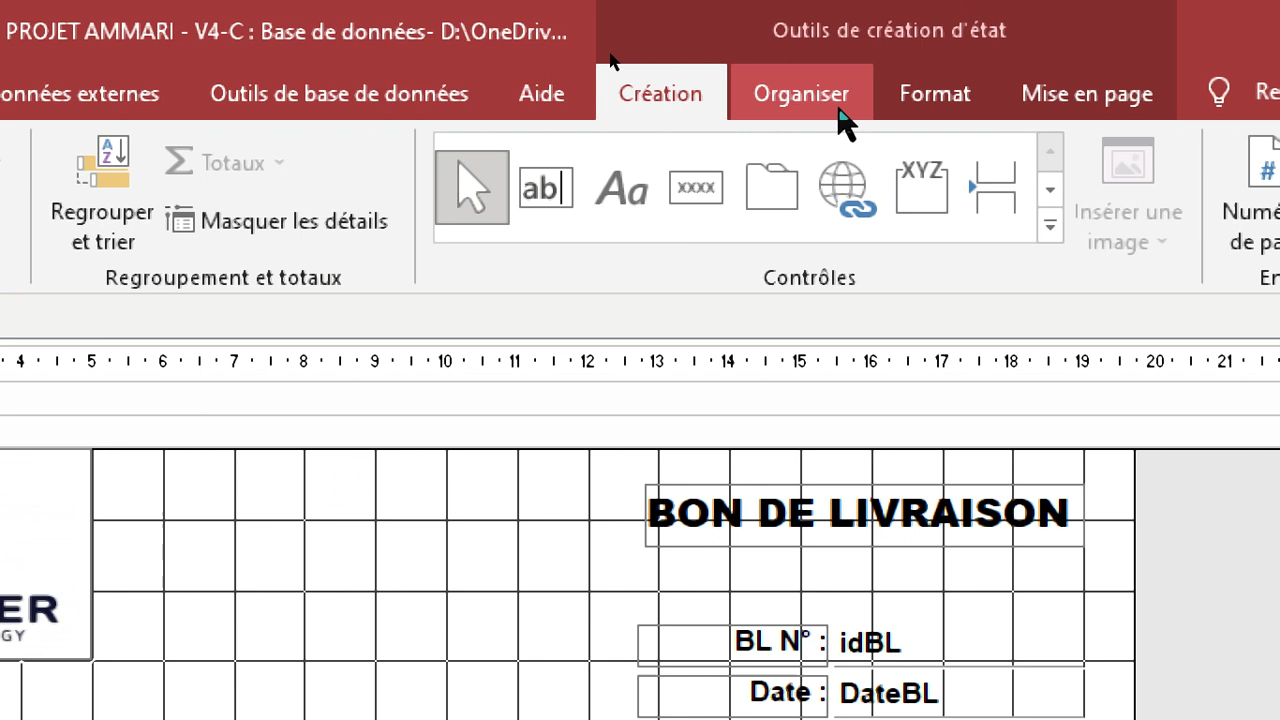 PROJET AMMARI - V4-C : Base de données- D:\OneDriv...
Outils de création d'état
onnées externes
Outils de base de données
Aide
Création
Organiser
Format
Mise en page
Re
Regrouper
et trier
Totaux
Masquer les détails
Regroupement et totaux
ab
Aa
xxxx
XYZ
Contrôles
Insérer une
image
#
Numé
de pa
En
4 5 6 7 8 9 10 11 12 13 14 15 16 17 18 19 20 21
BON DE LIVRAISON
ER
GY
BL N° : idBL
Date : DateBL